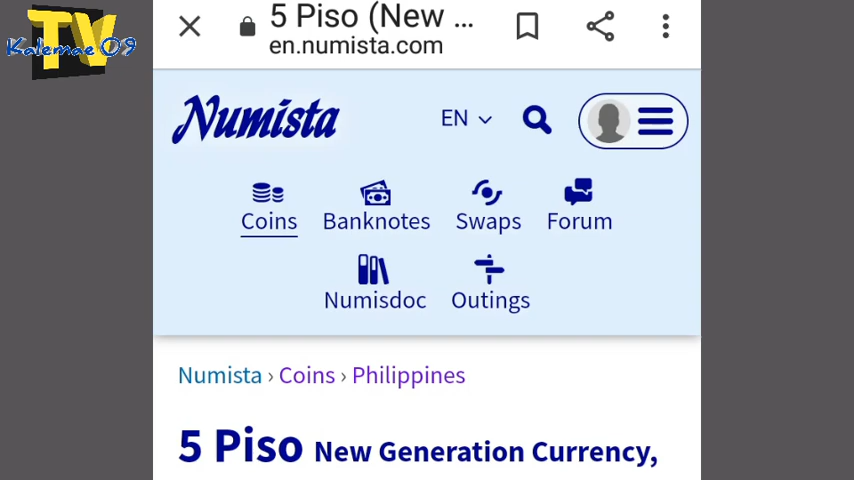 TV
Kalemae 09
5 Piso (New ...
en.numista.com
Numista
EN
Coins Banknotes Swaps Forum
Numisdoc Outings
Numista › Coins › Philippines
5 Piso New Generation Currency,